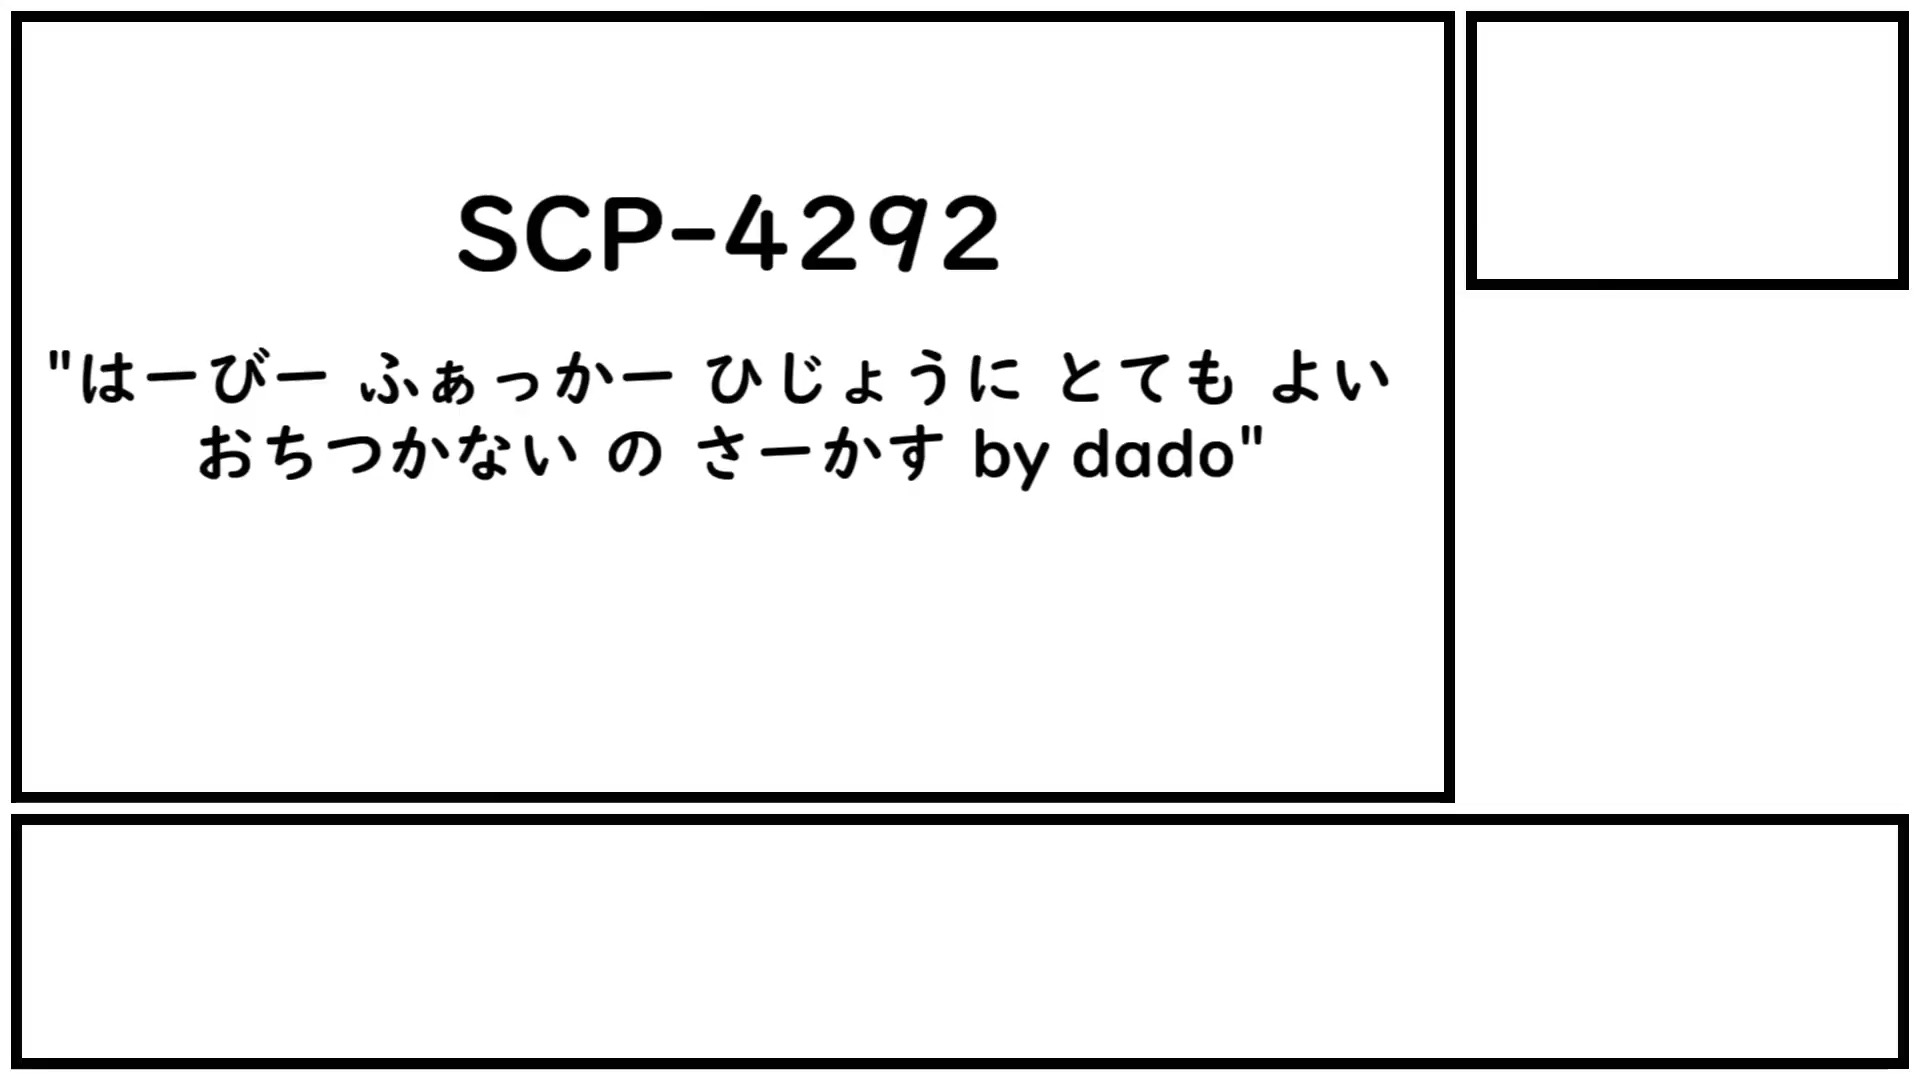 SCP-4292
"はーびー ふぁっかー ひじょうに とても よい
おちつかない の さーかす by dado"